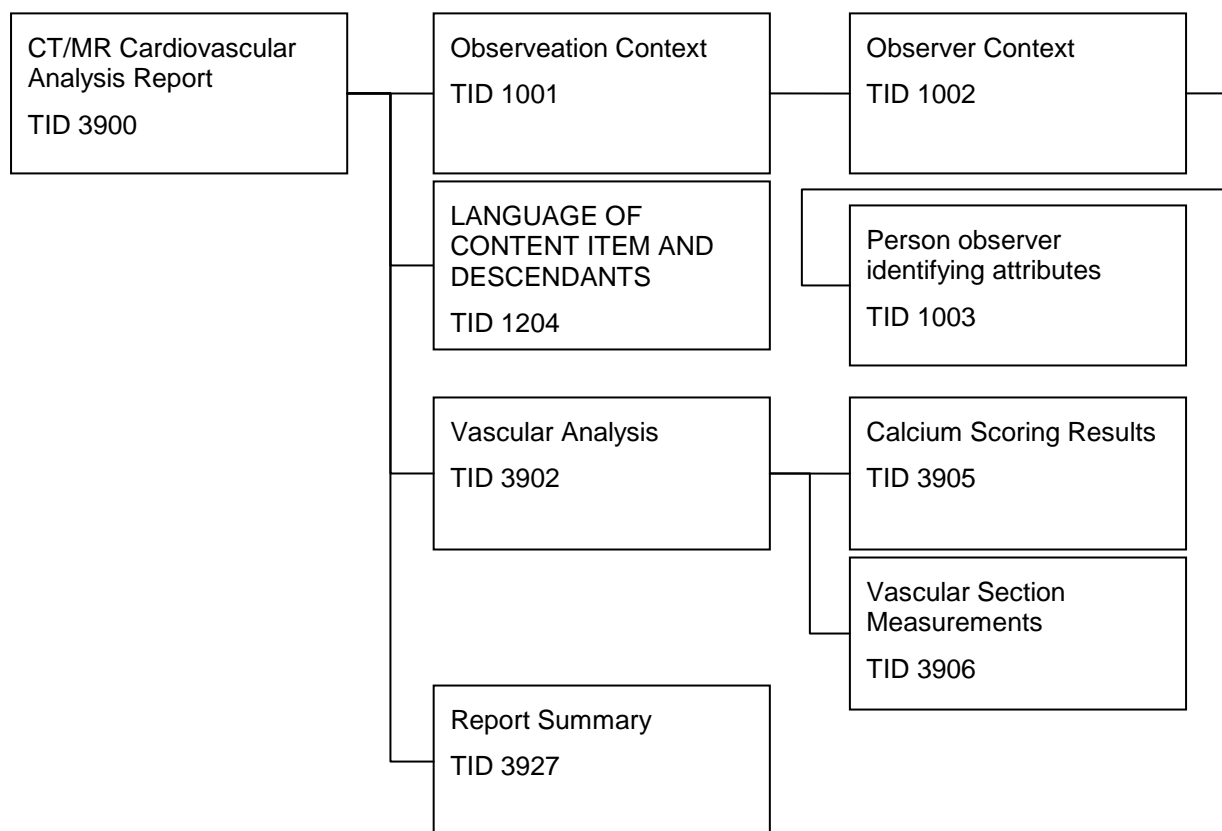 CT/MR Cardiovascular
Analysis Report
TID 3900
Observeation Context
TID 1001
Observer Context
TID 1002
LANGUAGE OF
CONTENT ITEM AND
DESCENDANTS
TID 1204
Person observer
identifying attributes
TID 1003
Vascular Analysis
TID 3902
Calcium Scoring Results
TID 3905
Vascular Section
Measurements
TID 3906
Report Summary
TID 3927